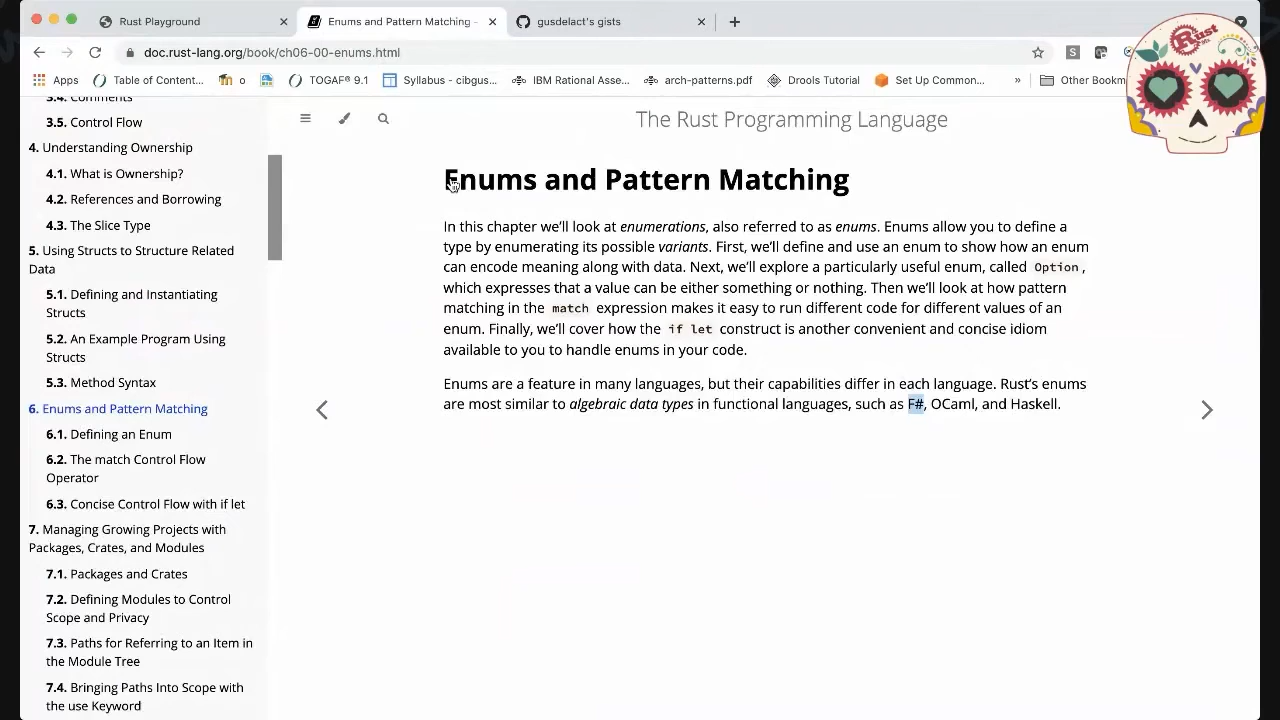 Rust Playground
Enums and Pattern Matching -
gusdelact's gists
doc.rust-lang.org/book/ch06-00-enums.html
Apps
Table of Content...
o
TOGAF® 9.1
Syllabus - cibgus...
IBM Rational Asse...
arch-patterns.pdf
Drools Tutorial
Set Up Common...
»
Other Bookm
Rust
3.4. Comments
3.5. Control Flow
4. Understanding Ownership
4.1. What is Ownership?
4.2. References and Borrowing
4.3. The Slice Type
5. Using Structs to Structure Related
Data
5.1. Defining and Instantiating
Structs
5.2. An Example Program Using
Structs
5.3. Method Syntax
6. Enums and Pattern Matching
6.1. Defining an Enum
6.2. The match Control Flow
Operator
6.3. Concise Control Flow with if let
7. Managing Growing Projects with
Packages, Crates, and Modules
7.1. Packages and Crates
7.2. Defining Modules to Control
Scope and Privacy
7.3. Paths for Referring to an Item in
the Module Tree
7.4. Bringing Paths Into Scope with
the use Keyword
The Rust Programming Language
Enums and Pattern Matching
In this chapter we'll look at enumerations, also referred to as enums. Enums allow you to define a
type by enumerating its possible variants. First, we'll define and use an enum to show how an enum
can encode meaning along with data. Next, we'll explore a particularly useful enum, called Option,
which expresses that a value can be either something or nothing. Then we'll look at how pattern
matching in the match expression makes it easy to run different code for different values of an
enum. Finally, we'll cover how the if let construct is another convenient and concise idiom
available to you to handle enums in your code.
Enums are a feature in many languages, but their capabilities differ in each language. Rust's enums
are most similar to algebraic data types in functional languages, such as F#, OCaml, and Haskell.